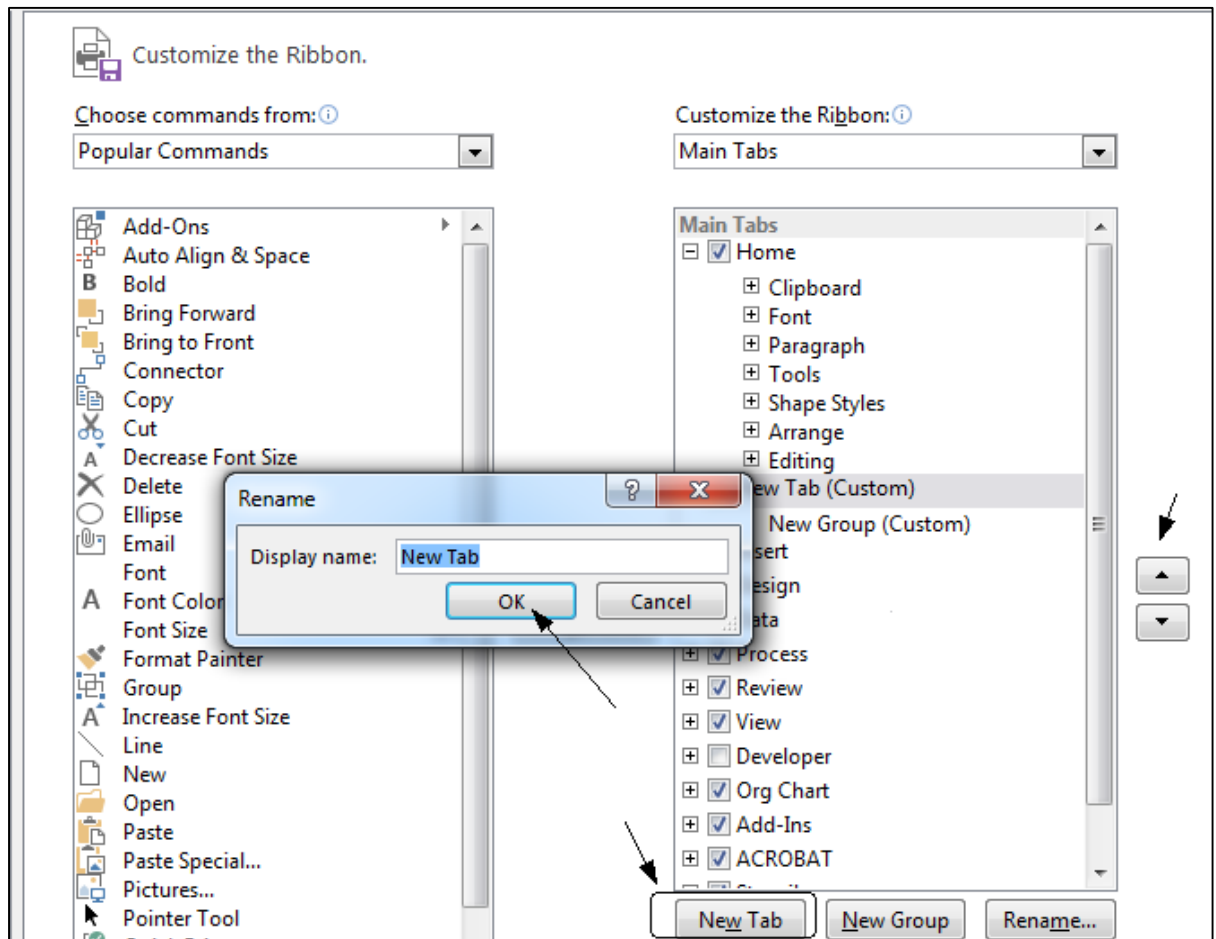 Customize the Ribbon.
Choose commands from:
Popular Commands
Add-Ons
Auto Align & Space
B Bold
Bring Forward
Bring to Front
Connector
Copy
Cut
A Decrease Font Size
Delete
Ellipse
Email
Font
A Font Color
Font Size
Format Painter
Group
A Increase Font Size
Line
New
Open
Paste
Paste Special...
Pictures...
Pointer Tool
Customize the Ribbon:
Main Tabs
Main Tabs
Home
Clipboard
Font
Paragraph
Tools
Shape Styles
Arrange
Editing
ew Tab (Custom)
New Group (Custom)
sert
esign
ata
Process
Review
View
Developer
Org Chart
Add-Ins
ACROBAT
New Tab
New Group
Rename...
Rename
Display name: New Tab
OK
Cancel